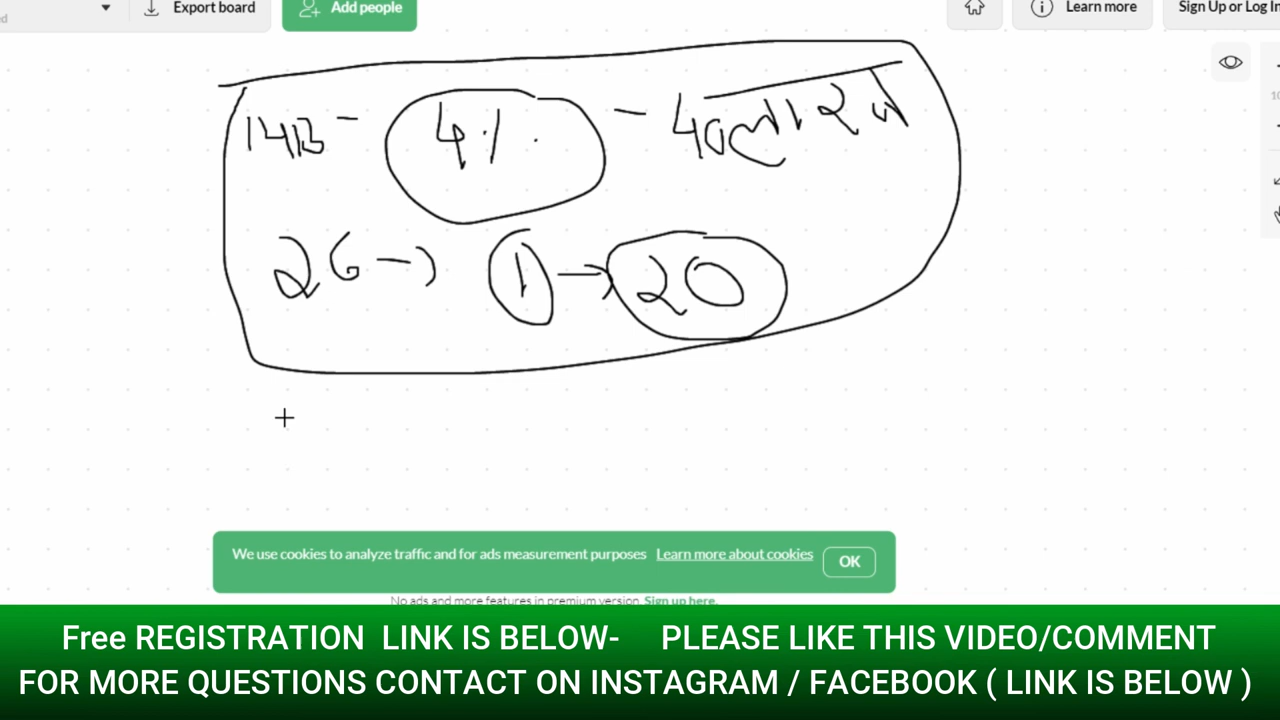 Export board Add people Learn more Sign Up or Log In
- 4% -
26 → 1 → 20
We use cookies to analyze traffic and for ads measurement purposes Learn more about cookies OK
No ads and more features in premium version. Sign up here.
Free REGISTRATION LINK IS BELOW- PLEASE LIKE THIS VIDEO/COMMENT
FOR MORE QUESTIONS CONTACT ON INSTAGRAM / FACEBOOK ( LINK IS BELOW )